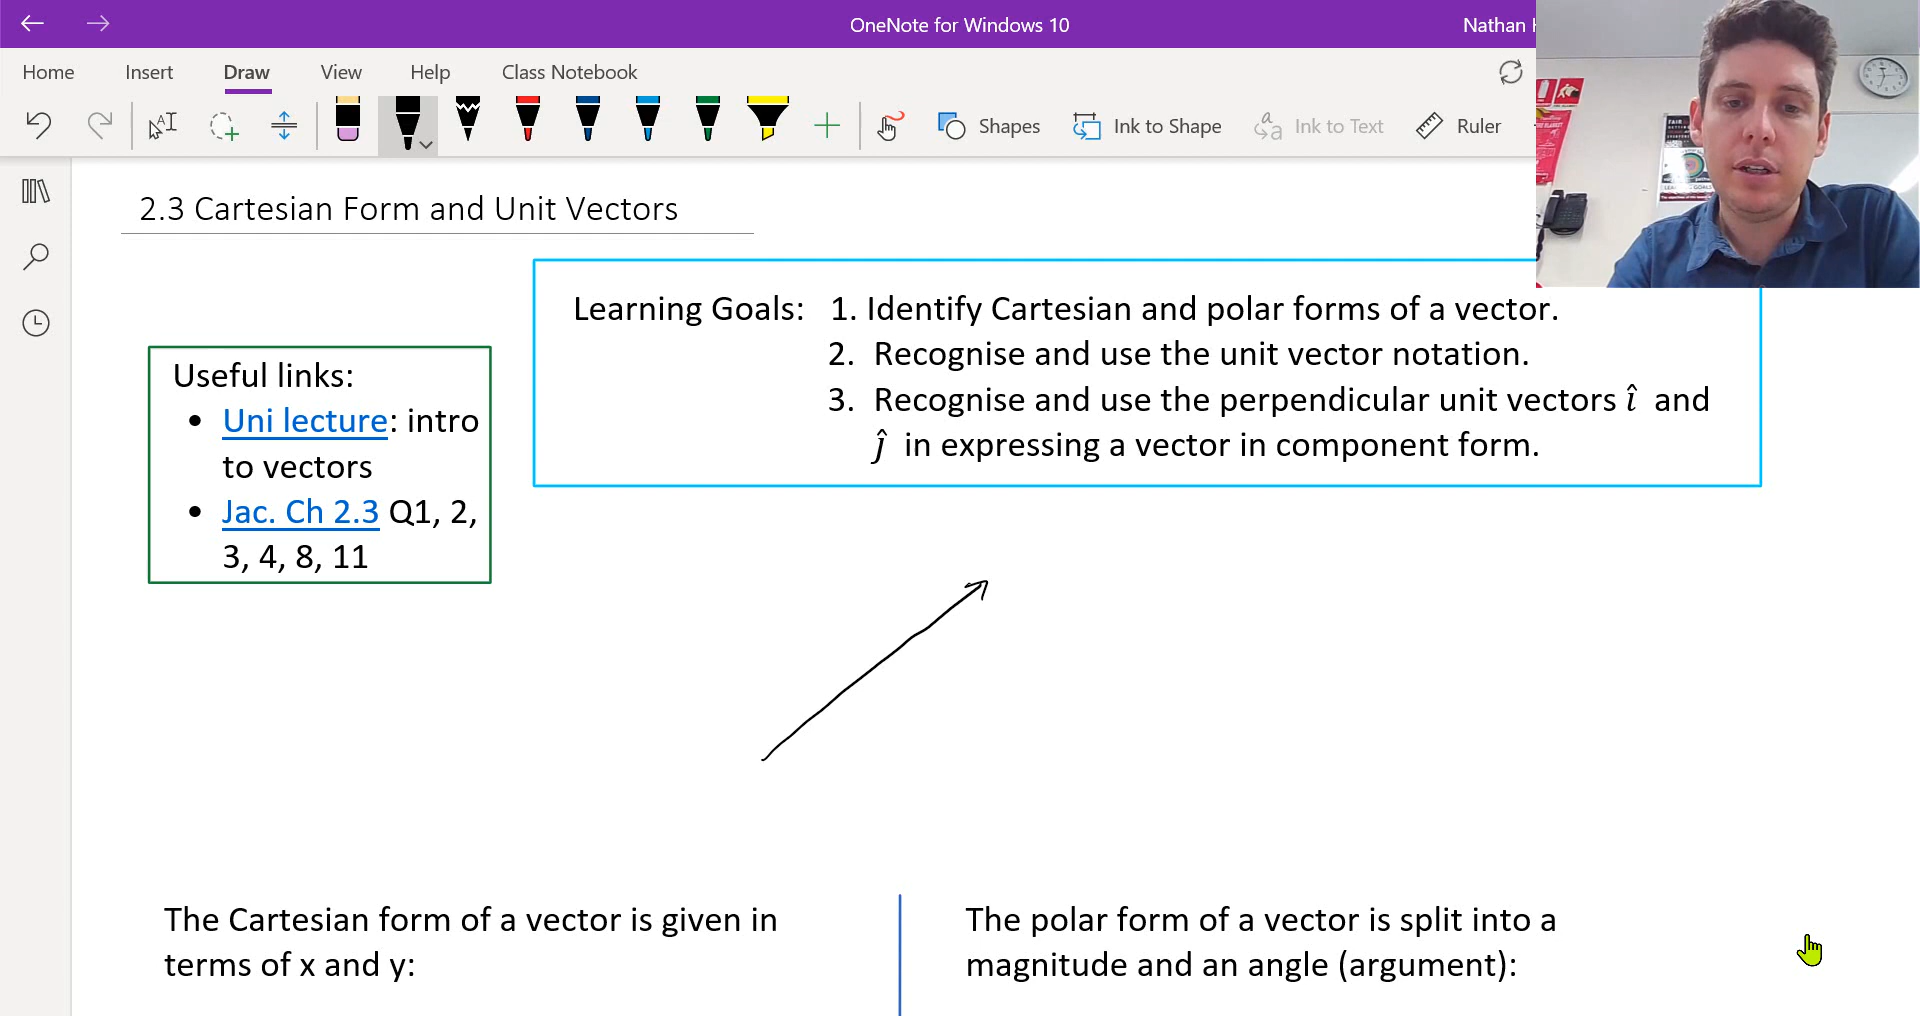 OneNote for Windows 10
Nathan
Home Insert Draw View Help Class Notebook
Shapes Ink to Shape Ink to Text Ruler
2.3 Cartesian Form and Unit Vectors
Learning Goals: 1. Identify Cartesian and polar forms of a vector.
2. Recognise and use the unit vector notation.
3. Recognise and use the perpendicular unit vectors î and
ĵ in expressing a vector in component form.
Useful links:
• Uni lecture: intro
to vectors
• Jac. Ch 2.3 Q1, 2,
3, 4, 8, 11
The Cartesian form of a vector is given in
terms of x and y:
The polar form of a vector is split into a
magnitude and an angle (argument):